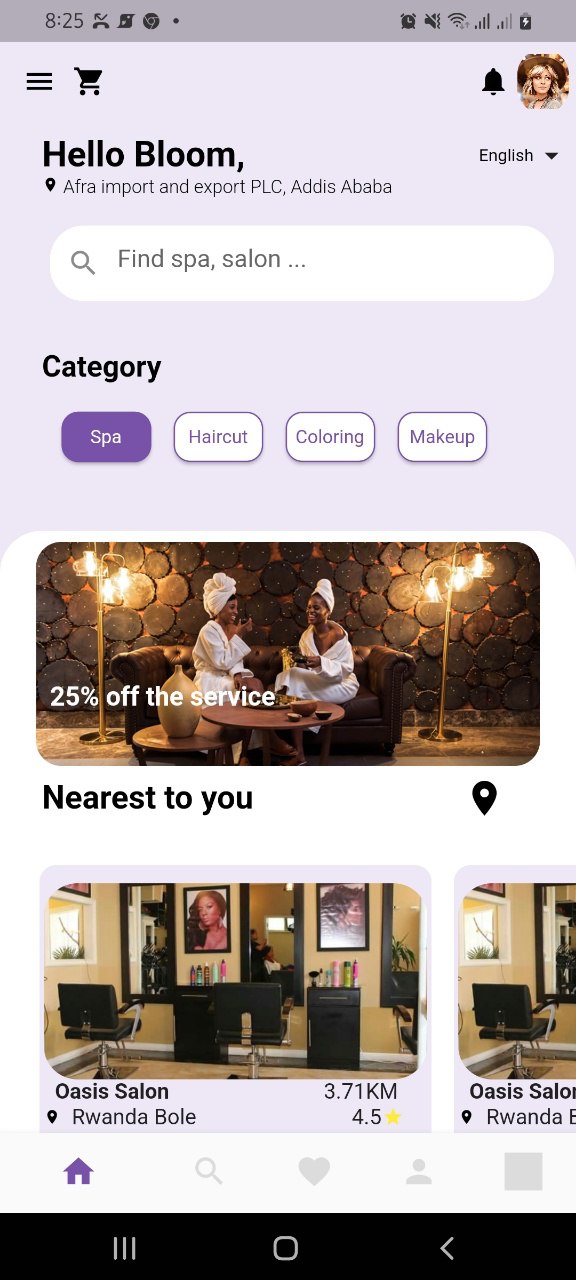 8:25
Hello Bloom,
English
Afra import and export PLC, Addis Ababa
Find spa, salon ...
Category
Spa
Haircut
Coloring
Makeup
25% off the service
Nearest to you
Oasis Salon
3.71KM
Rwanda Bole
4.5
Oasis Salon
Rwanda B